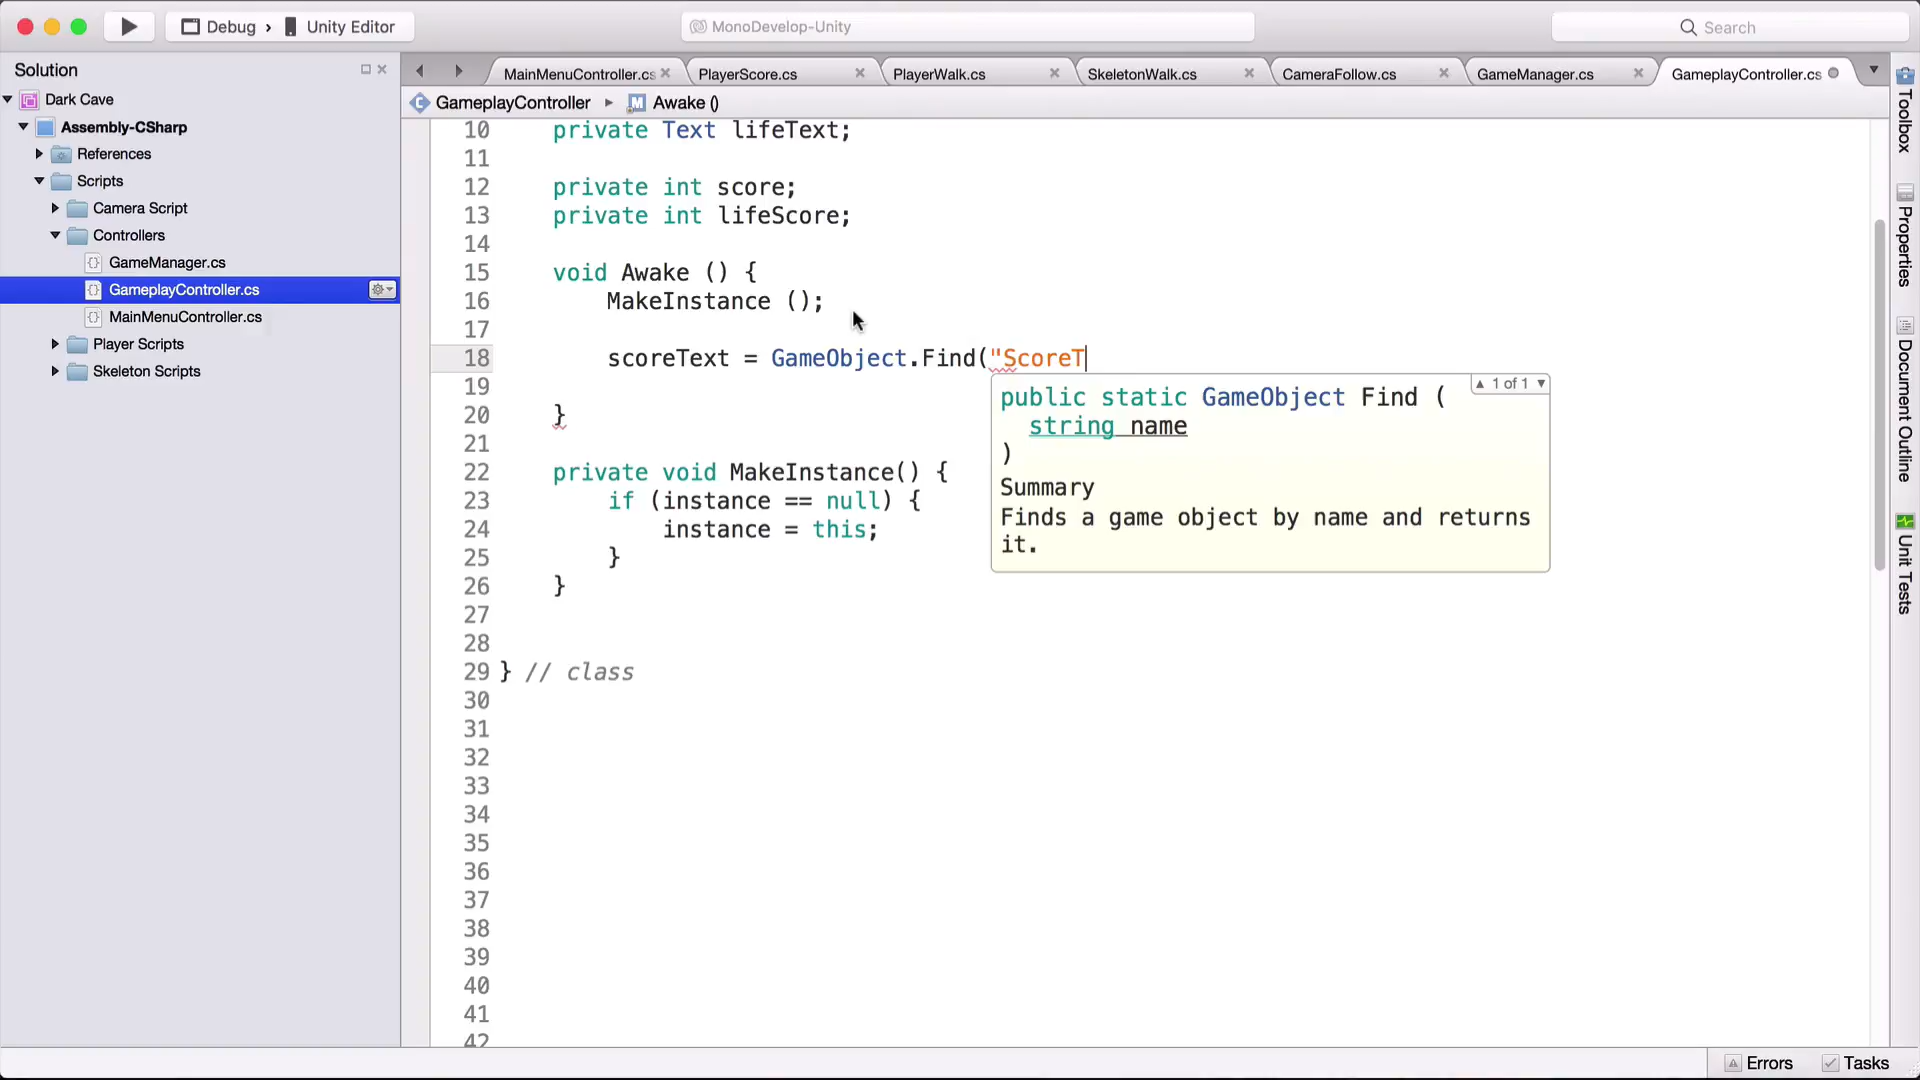 Debug › Unity Editor
MonoDevelop-Unity
Search
Solution
MainMenuController.cs
PlayerScore.cs
PlayerWalk.cs
SkeletonWalk.cs
CameraFollow.cs
GameManager.cs
GameplayController.cs
GameplayController ▸ M Awake ()
Dark Cave
Assembly-CSharp
References
Scripts
Camera Script
Controllers
GameManager.cs
GameplayController.cs
MainMenuController.cs
Player Scripts
Skeleton Scripts
10 private Text lifeText;
11
12 private int score;
13 private int lifeScore;
14
15 void Awake () {
16 MakeInstance ();
17
18 scoreText = GameObject.Find("ScoreT
19
20 }
21
22 private void MakeInstance() {
23 if (instance == null) {
24 instance = this;
25 }
26 }
27
28
29 } // class
30
31
32
33
34
35
36
37
38
39
40
41
42
▲ 1 of 1 ▼
public static GameObject Find (
string name
)
Summary
Finds a game object by name and returns
it.
Toolbox
Properties
Document Outline
Unit Tests
Errors
Tasks